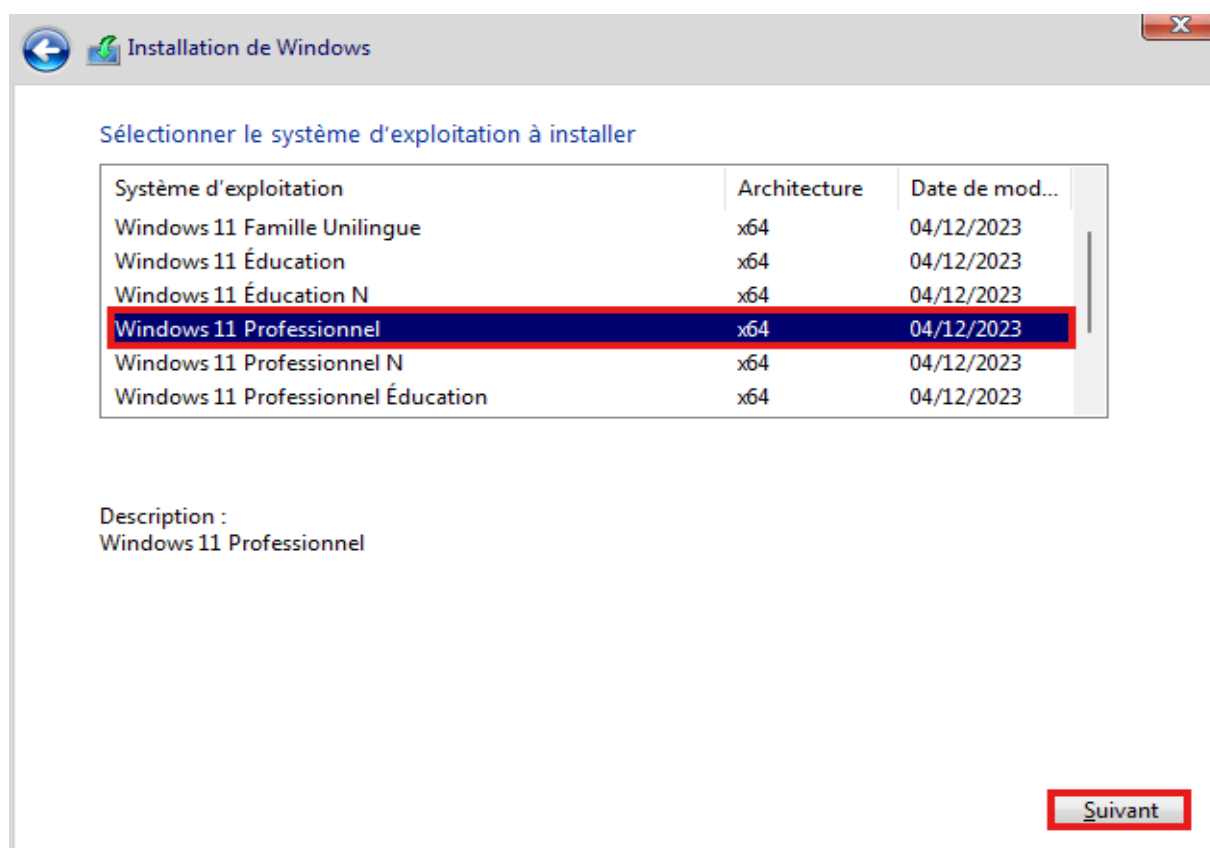 Installation de Windows
Sélectionner le système d'exploitation à installer
Système d'exploitation Architecture Date de mod...
Windows 11 Famille Unilingue x64 04/12/2023
Windows 11 Éducation x64 04/12/2023
Windows 11 Éducation N x64 04/12/2023
Windows 11 Professionnel x64 04/12/2023
Windows 11 Professionnel N x64 04/12/2023
Windows 11 Professionnel Éducation x64 04/12/2023
Description :
Windows 11 Professionnel
Suivant